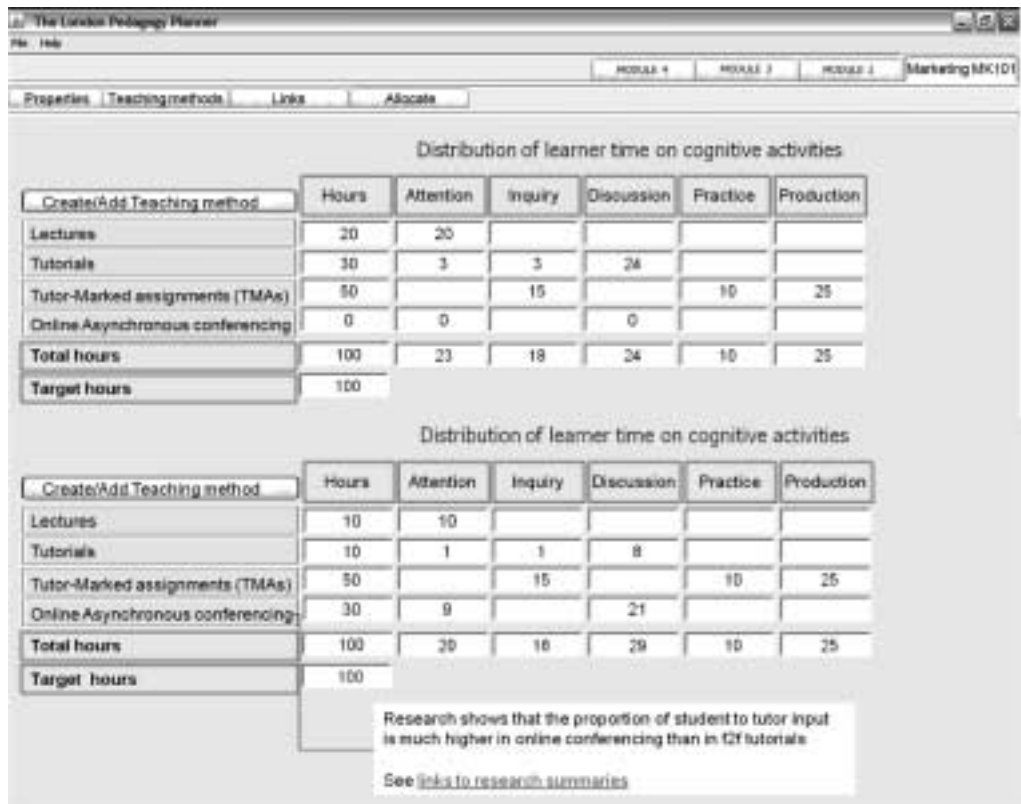 The London Pedagogy Planner
File Help
MODULE 4 MODULE 3 MODULE 2 Marketing MK101
Properties Teaching methods Links Allocate
Distribution of learner time on cognitive activities
Create/Add Teaching method Hours Attention Inquiry Discussion Practice Production
Lectures 20 20
Tutorials 30 3 3 24
Tutor-Marked assignments (TMAs) 50 15 10 25
Online Asynchronous conferencing 0 0 0
Total hours 100 23 18 24 10 25
Target hours 100
Distribution of learner time on cognitive activities
Create/Add Teaching method Hours Attention Inquiry Discussion Practice Production
Lectures 10 10
Tutorials 10 1 1 8
Tutor-Marked assignments (TMAs) 50 15 10 25
Online Asynchronous conferencing 30 9 21
Total hours 100 20 16 29 10 25
Target hours 100
Research shows that the proportion of student to tutor input
is much higher in online conferencing than in f2f tutorials
See links to research summaries